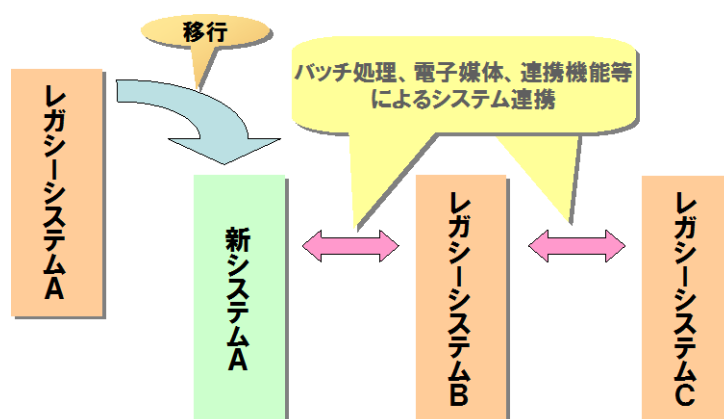 移行
バッチ処理、電子媒体、連携機能等
によるシステム連携
レガシーシステムA
新システムA
レガシーシステムB
レガシーシステムC